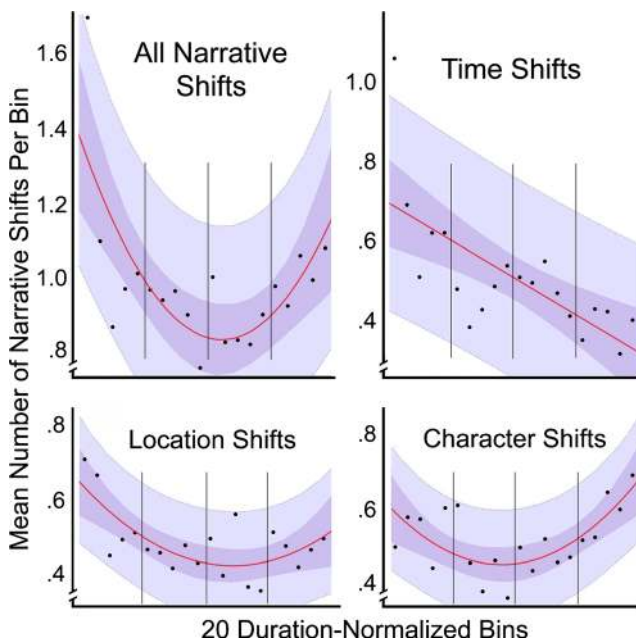 Mean Number of Narrative Shifts Per Bin
All Narrative
Shifts
1.6
1.4
1.2
1.0
.8
Time Shifts
1.0
.8
.6
.4
Location Shifts
.8
.6
.4
Character Shifts
.8
.6
.4
20 Duration-Normalized Bins